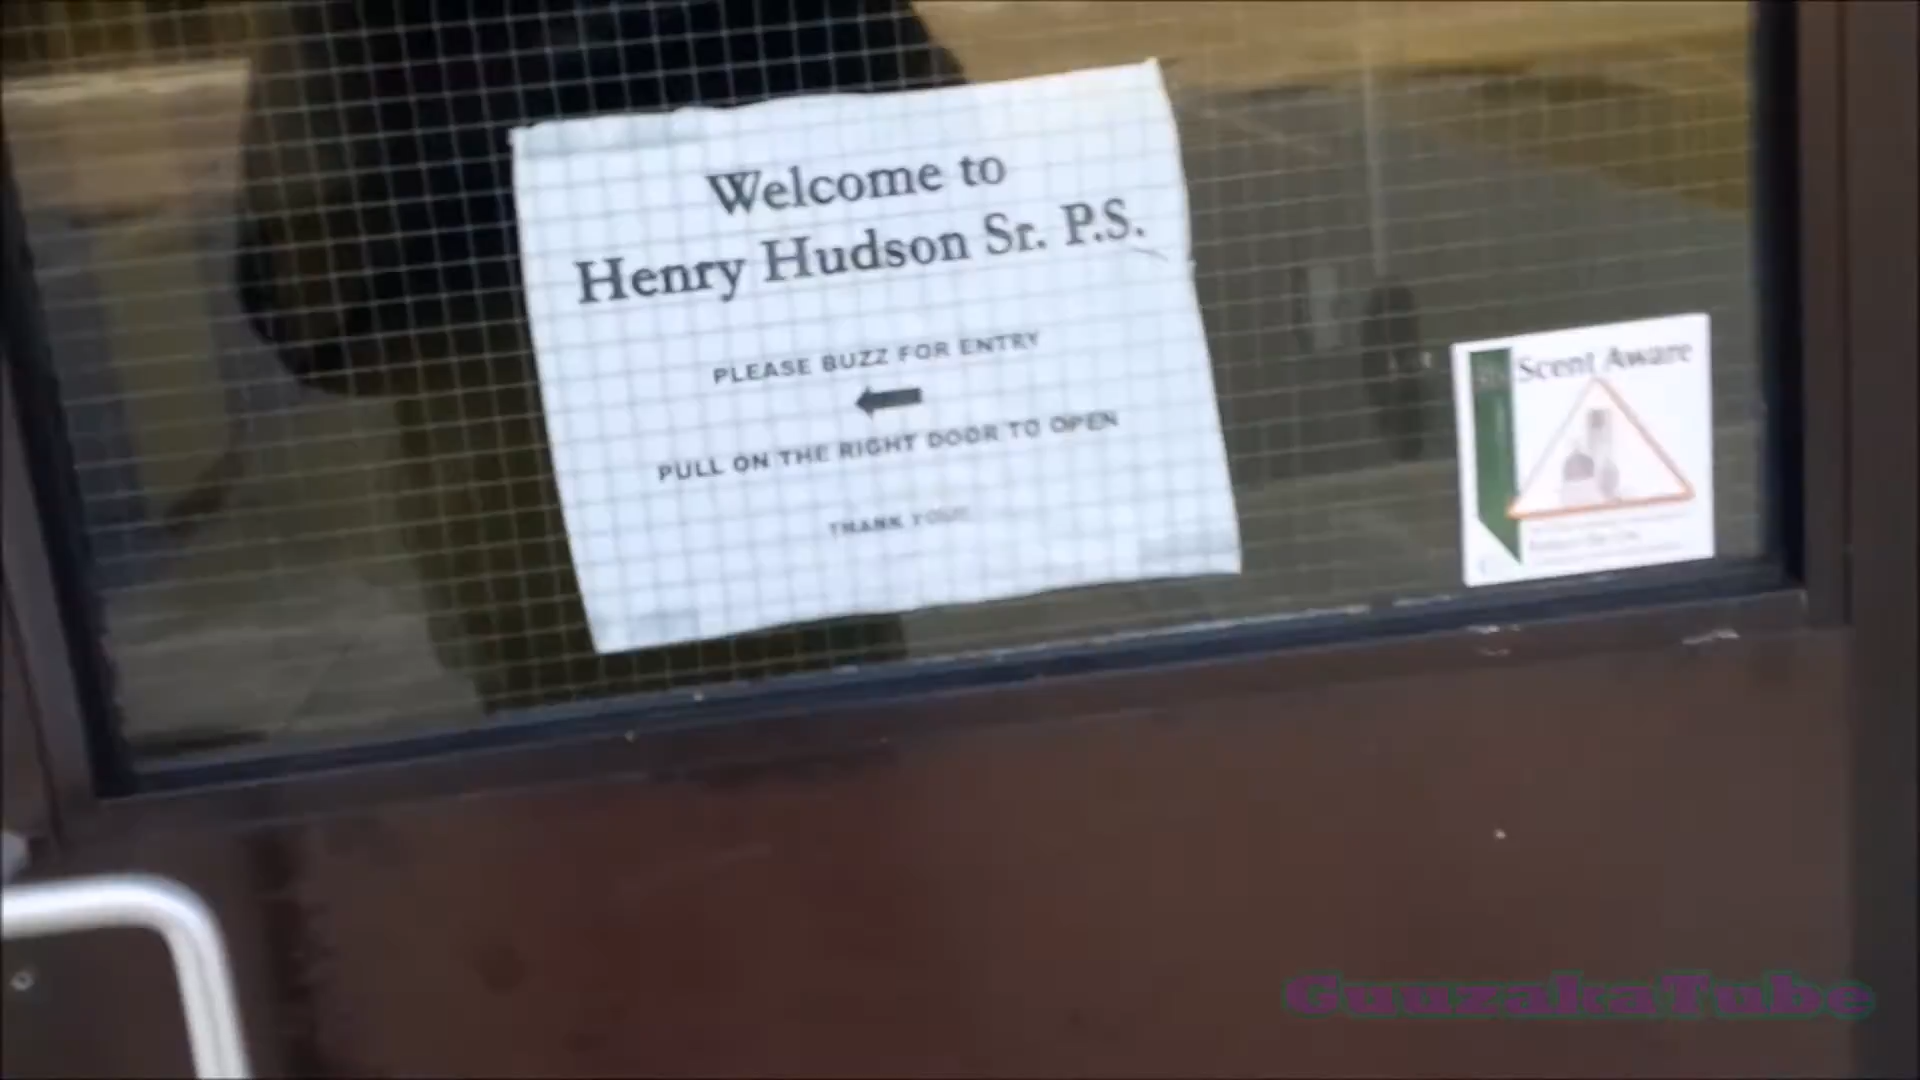 Welcome to
Henry Hudson Sr. P.S.
PLEASE BUZZ FOR ENTRY
PULL ON THE RIGHT DOOR TO OPEN
THANK YOU!!
Scent Aware
GuuzakaTube